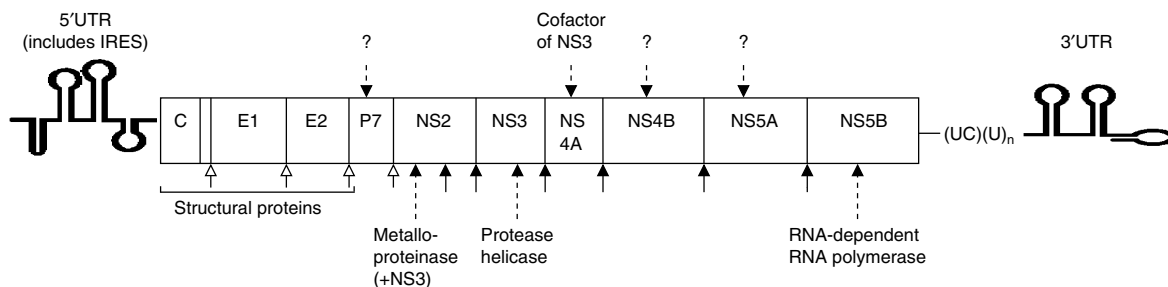 5′UTR
(includes IRES)
?
Cofactor
of NS3
?
?
3′UTR
C
E1
E2
P7
NS2
NS3
NS
4A
NS4B
NS5A
NS5B
(UC)(U)n
Structural proteins
Metallo-
proteinase
(+NS3)
Protease
helicase
RNA-dependent
RNA polymerase